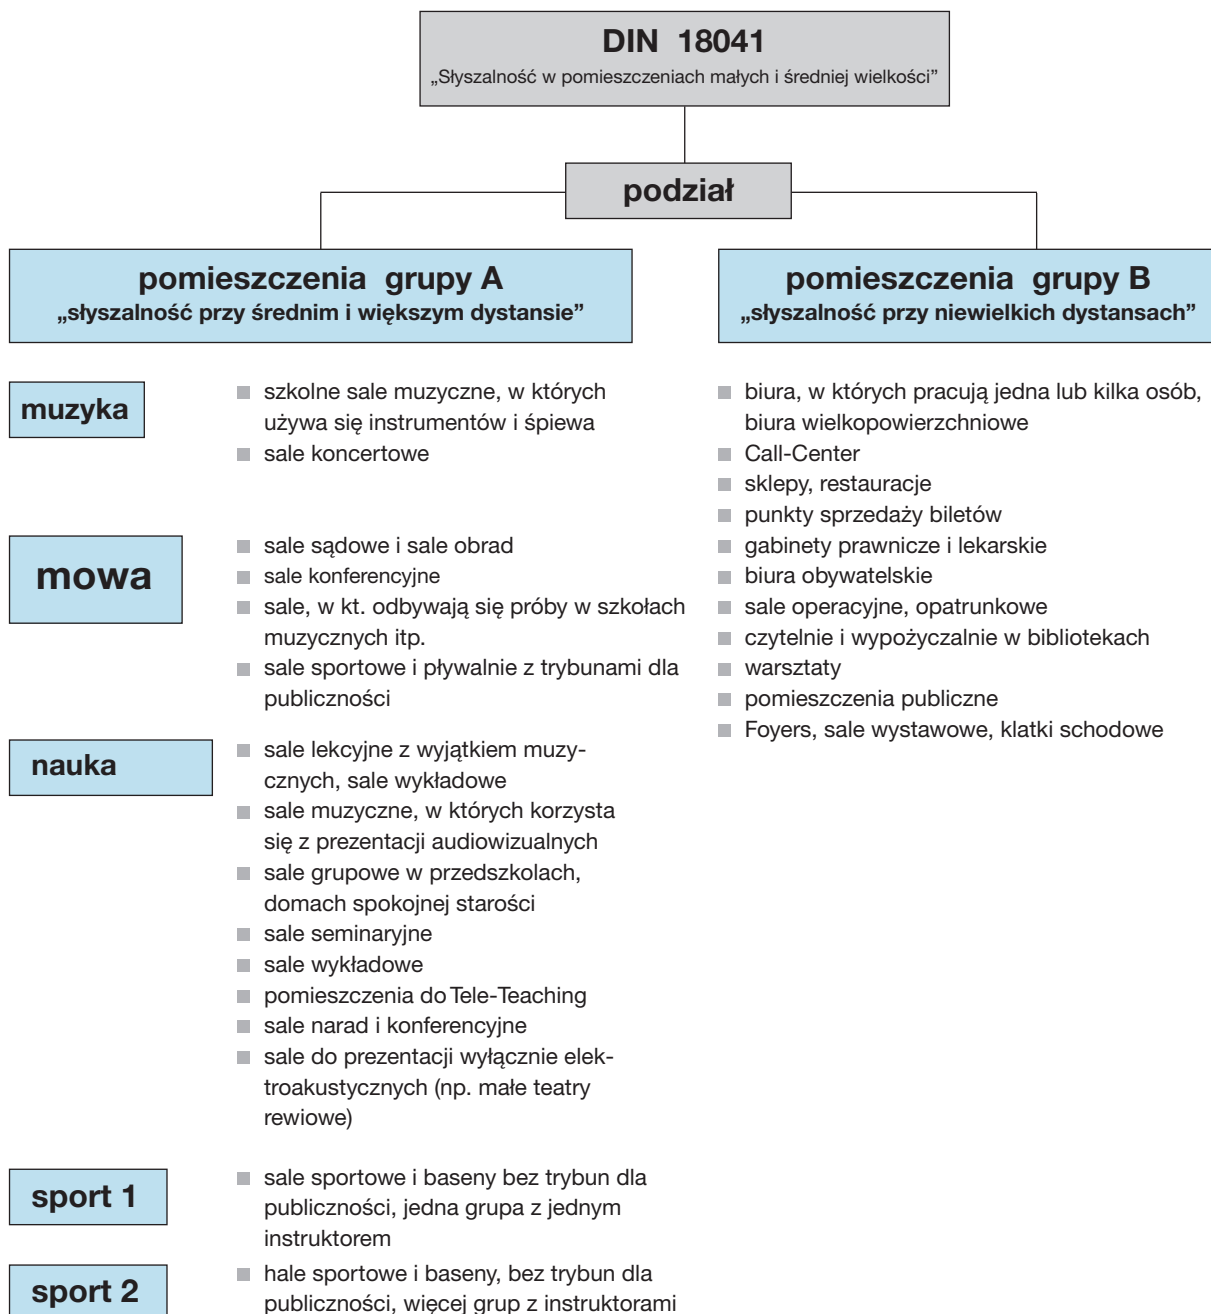 DIN 18041
„Słyszalność w pomieszczeniach małych i średniej wielkości”
podział
pomieszczenia grupy A
„słyszalność przy średnim i większym dystansie”
muzyka
szkolne sale muzyczne, w których
używa się instrumentów i śpiewa
sale koncertowe
mowa
sale sądowe i sale obrad
sale konferencyjne
sale, w kt. odbywają się próby w szkołach
muzycznych itp.
sale sportowe i pływalnie z trybunami dla
publiczności
nauka
sale lekcyjne z wyjątkiem muzy-
cznych, sale wykładowe
sale muzyczne, w których korzysta
się z prezentacji audiowizualnych
sale grupowe w przedszkolach,
domach spokojnej starości
sale seminaryjne
sale wykładowe
pomieszczenia do Tele-Teaching
sale narad i konferencyjne
sale do prezentacji wyłącznie elek-
troakustycznych (np. małe teatry
rewiowe)
sport 1
sale sportowe i baseny bez trybun dla
publiczności, jedna grupa z jednym
instruktorem
sport 2
hale sportowe i baseny, bez trybun dla
publiczności, więcej grup z instruktorami
pomieszczenia grupy B
„słyszalność przy niewielkich dystansach”
biura, w których pracują jedna lub kilka osób,
biura wielkopowierzchniowe
Call-Center
sklepy, restauracje
punkty sprzedaży biletów
gabinety prawnicze i lekarskie
biura obywatelskie
sale operacyjne, opatrunkowe
czytelnie i wypożyczalnie w bibliotekach
warsztaty
pomieszczenia publiczne
Foyers, sale wystawowe, klatki schodowe